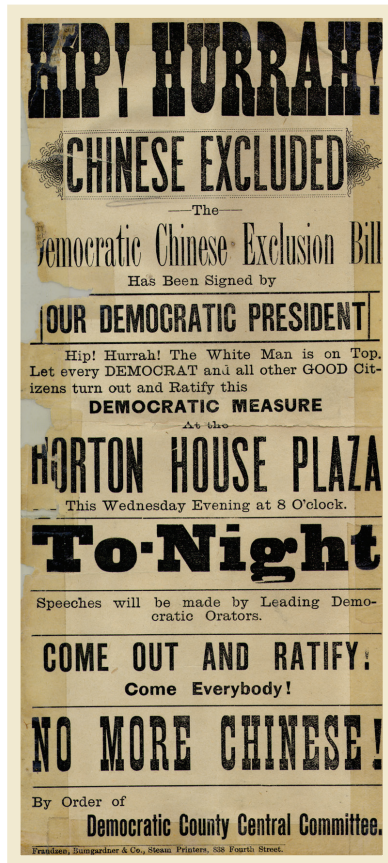 HIP! HURRAH!
CHINESE EXCLUDED
The
Democratic Chinese Exclusion Bill
Has Been Signed by
OUR DEMOCRATIC PRESIDENT
Hip! Hurrah! The White Man is on Top.
Let every DEMOCRAT and all other GOOD Cit-
izens turn out and Ratify this
DEMOCRATIC MEASURE
At the
HORTON HOUSE PLAZA
This Wednesday Evening at 8 O'clock.
To-Night
Speeches will be made by Leading Demo-
cratic Orators.
COME OUT AND RATIFY!
Come Everybody!
NO MORE CHINESE!
By Order of
Democratic County Central Committee.
Frandzen, Bumgardner & Co., Steam Printers, 838 Fourth Street.